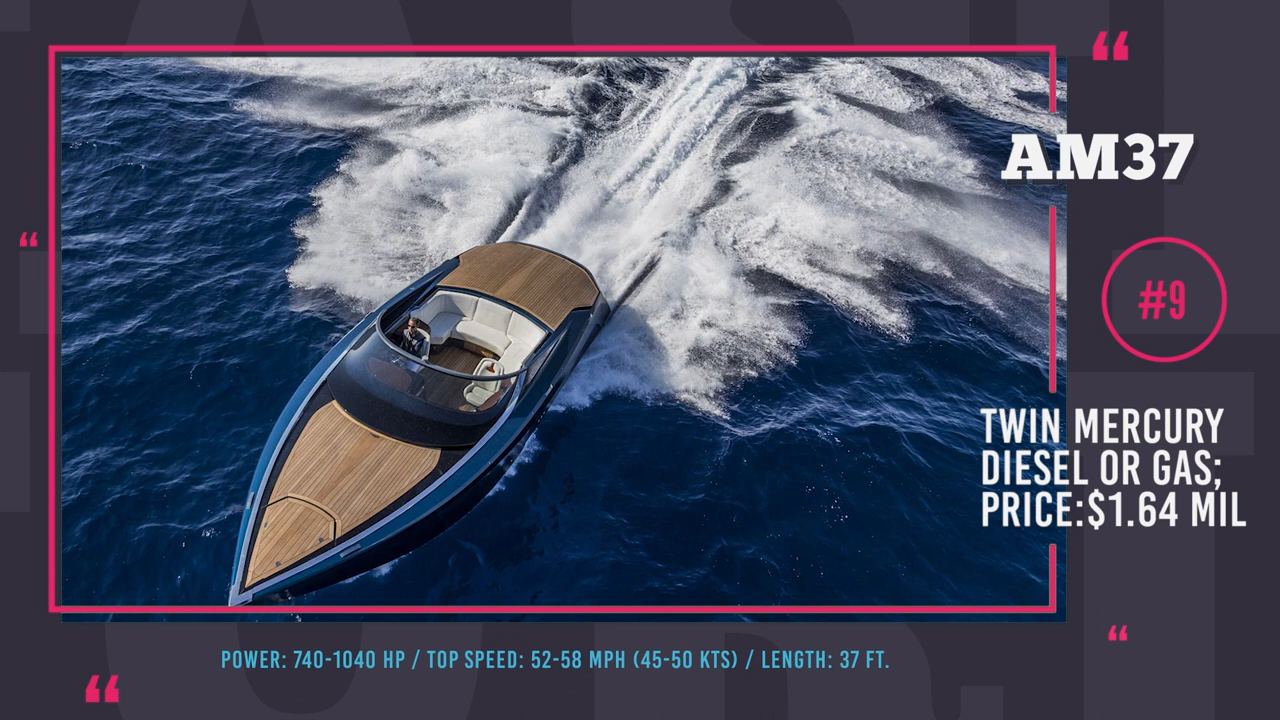 AM37
#9
TWIN MERCURY
DIESEL OR GAS;
PRICE:$1.64 MIL
POWER: 740-1040 HP / TOP SPEED: 52-58 MPH (45-50 KTS) / LENGTH: 37 FT.